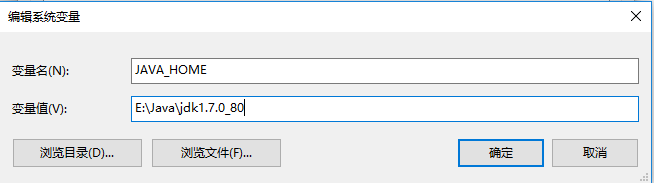 编辑系统变量
变量名(N):
JAVA_HOME
变量值(V):
E:\Java\jdk1.7.0_80
浏览目录(D)...
浏览文件(F)...
确定
取消